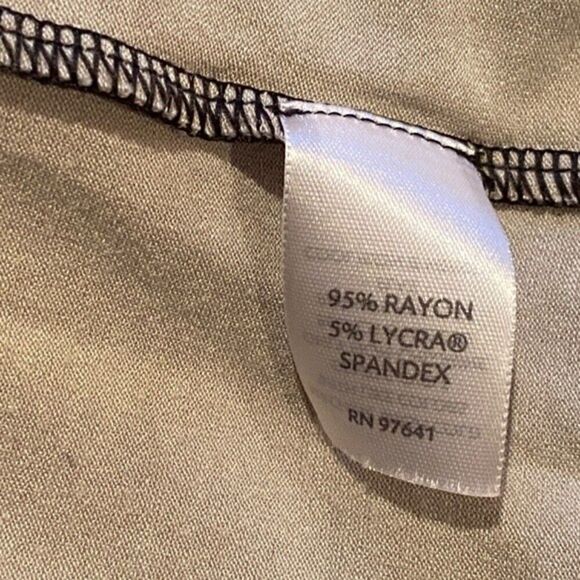 95% RAYON
5% LYCRA®
SPANDEX
RN 97641